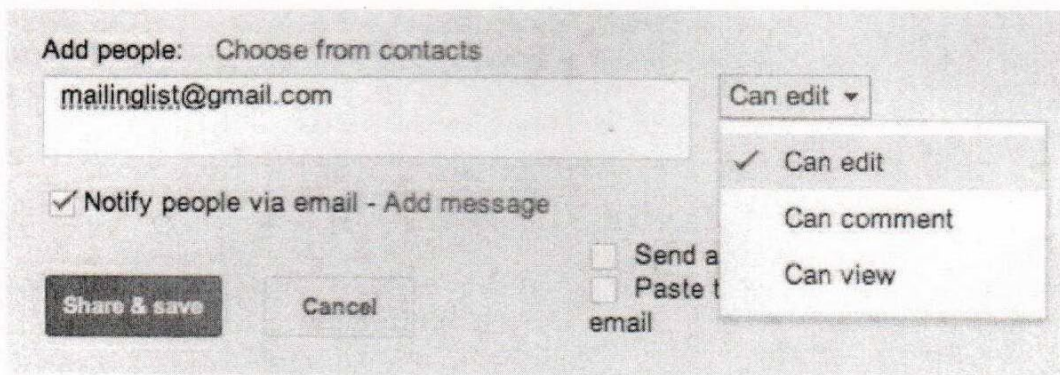 Add people: Choose from contacts
mailinglist@gmail.com
Can edit
Can edit
Can comment
Can view
Notify people via email - Add message
Send a
Paste t
email
Share & save
Cancel